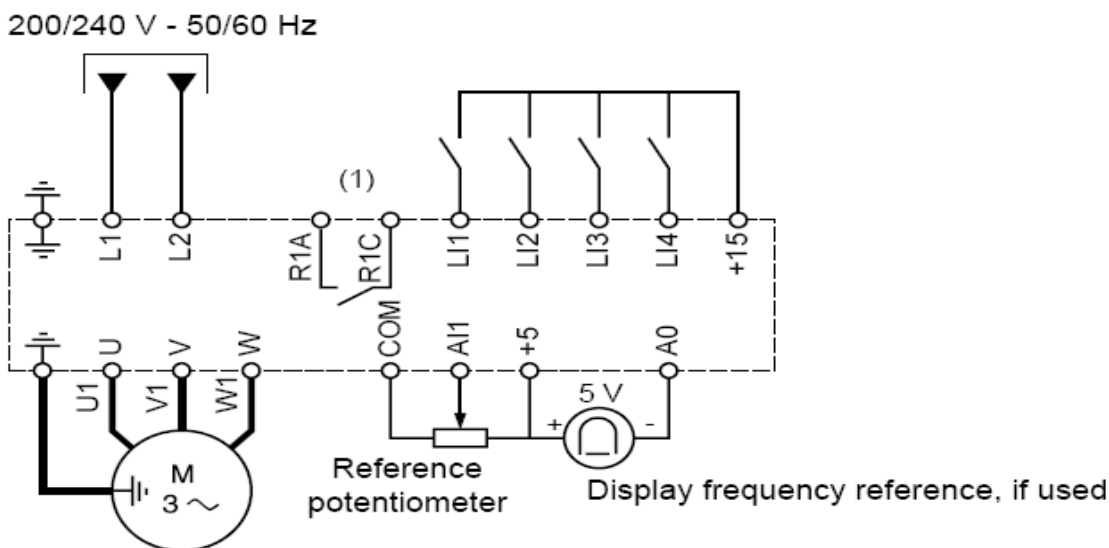 200/240 V - 50/60 Hz
(1)
L1
L2
R1A
R1C
LI1
LI2
LI3
LI4
+15
U
V
W
COM
AI1
+5
A0
U1
V1
W1
5 V
+
-
M
3 ~
Reference
potentiometer
Display frequency reference, if used